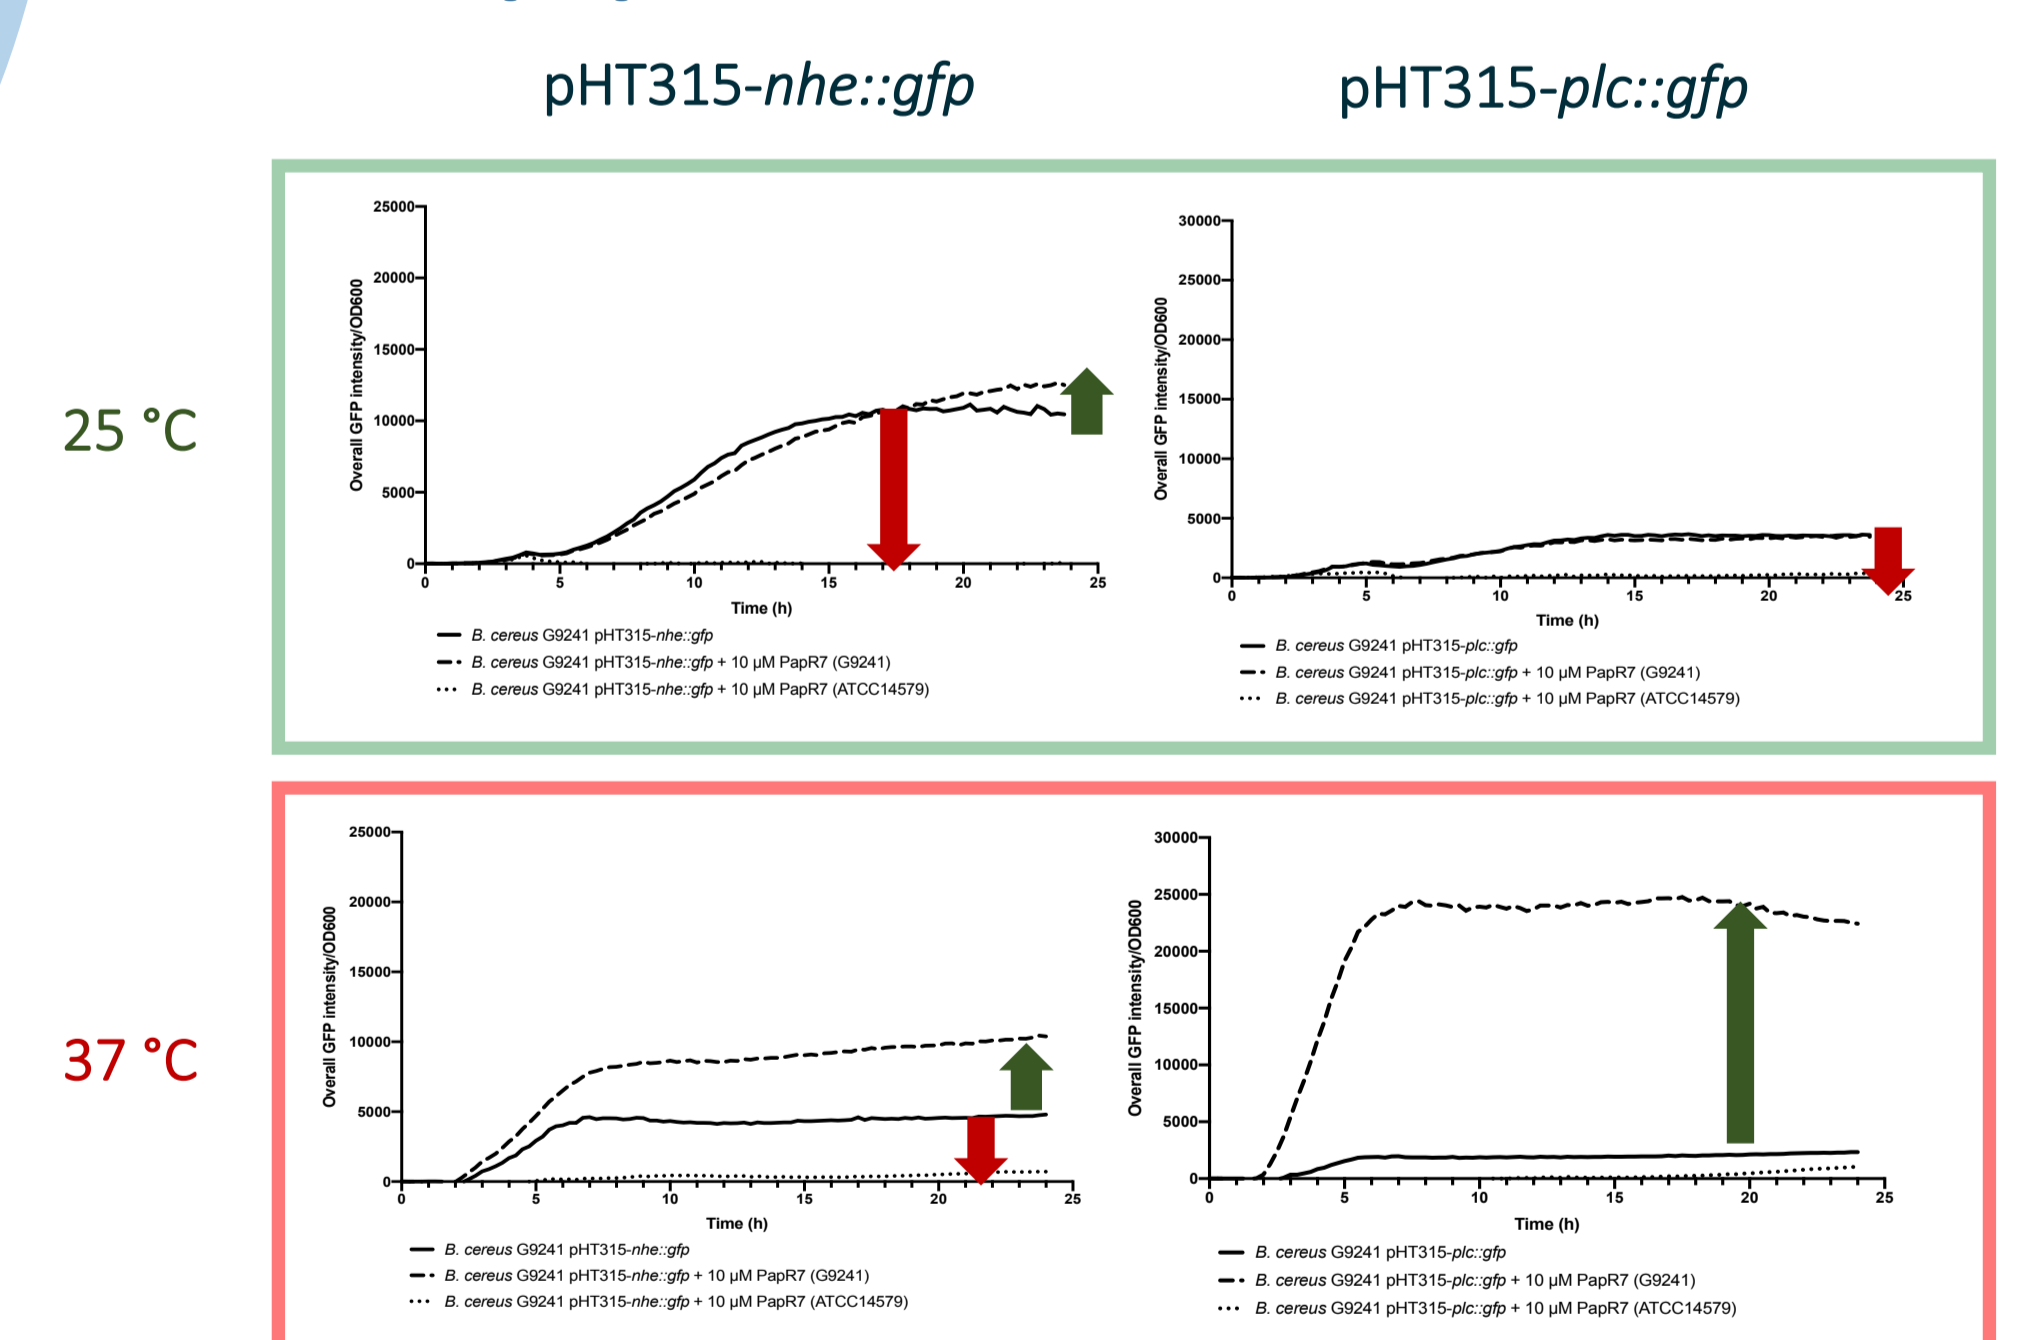 pHT315-nhe::gfp
pHT315-plc::gfp
25 °C
25000
20000
15000
10000
5000
0
Overall GFP intensity/OD600
0 5 10 15 20 25
Time (h)
B. cereus G9241 pHT315-nhe::gfp
B. cereus G9241 pHT315-nhe::gfp + 10 µM PapR7 (G9241)
B. cereus G9241 pHT315-nhe::gfp + 10 µM PapR7 (ATCC14579)
30000
25000
20000
15000
10000
5000
0
Overall GFP intensity/OD600
0 5 10 15 20 25
Time (h)
B. cereus G9241 pHT315-plc::gfp
B. cereus G9241 pHT315-plc::gfp + 10 µM PapR7 (G9241)
B. cereus G9241 pHT315-plc::gfp + 10 µM PapR7 (ATCC14579)
37 °C
25000
20000
15000
10000
5000
0
Overall GFP intensity/OD600
0 5 10 15 20 25
Time (h)
B. cereus G9241 pHT315-nhe::gfp
B. cereus G9241 pHT315-nhe::gfp + 10 µM PapR7 (G9241)
B. cereus G9241 pHT315-nhe::gfp + 10 µM PapR7 (ATCC14579)
30000
25000
20000
15000
10000
5000
0
Overall GFP intensity/OD600
0 5 10 15 20 25
Time (h)
B. cereus G9241 pHT315-plc::gfp
B. cereus G9241 pHT315-plc::gfp + 10 µM PapR7 (G9241)
B. cereus G9241 pHT315-plc::gfp + 10 µM PapR7 (ATCC14579)